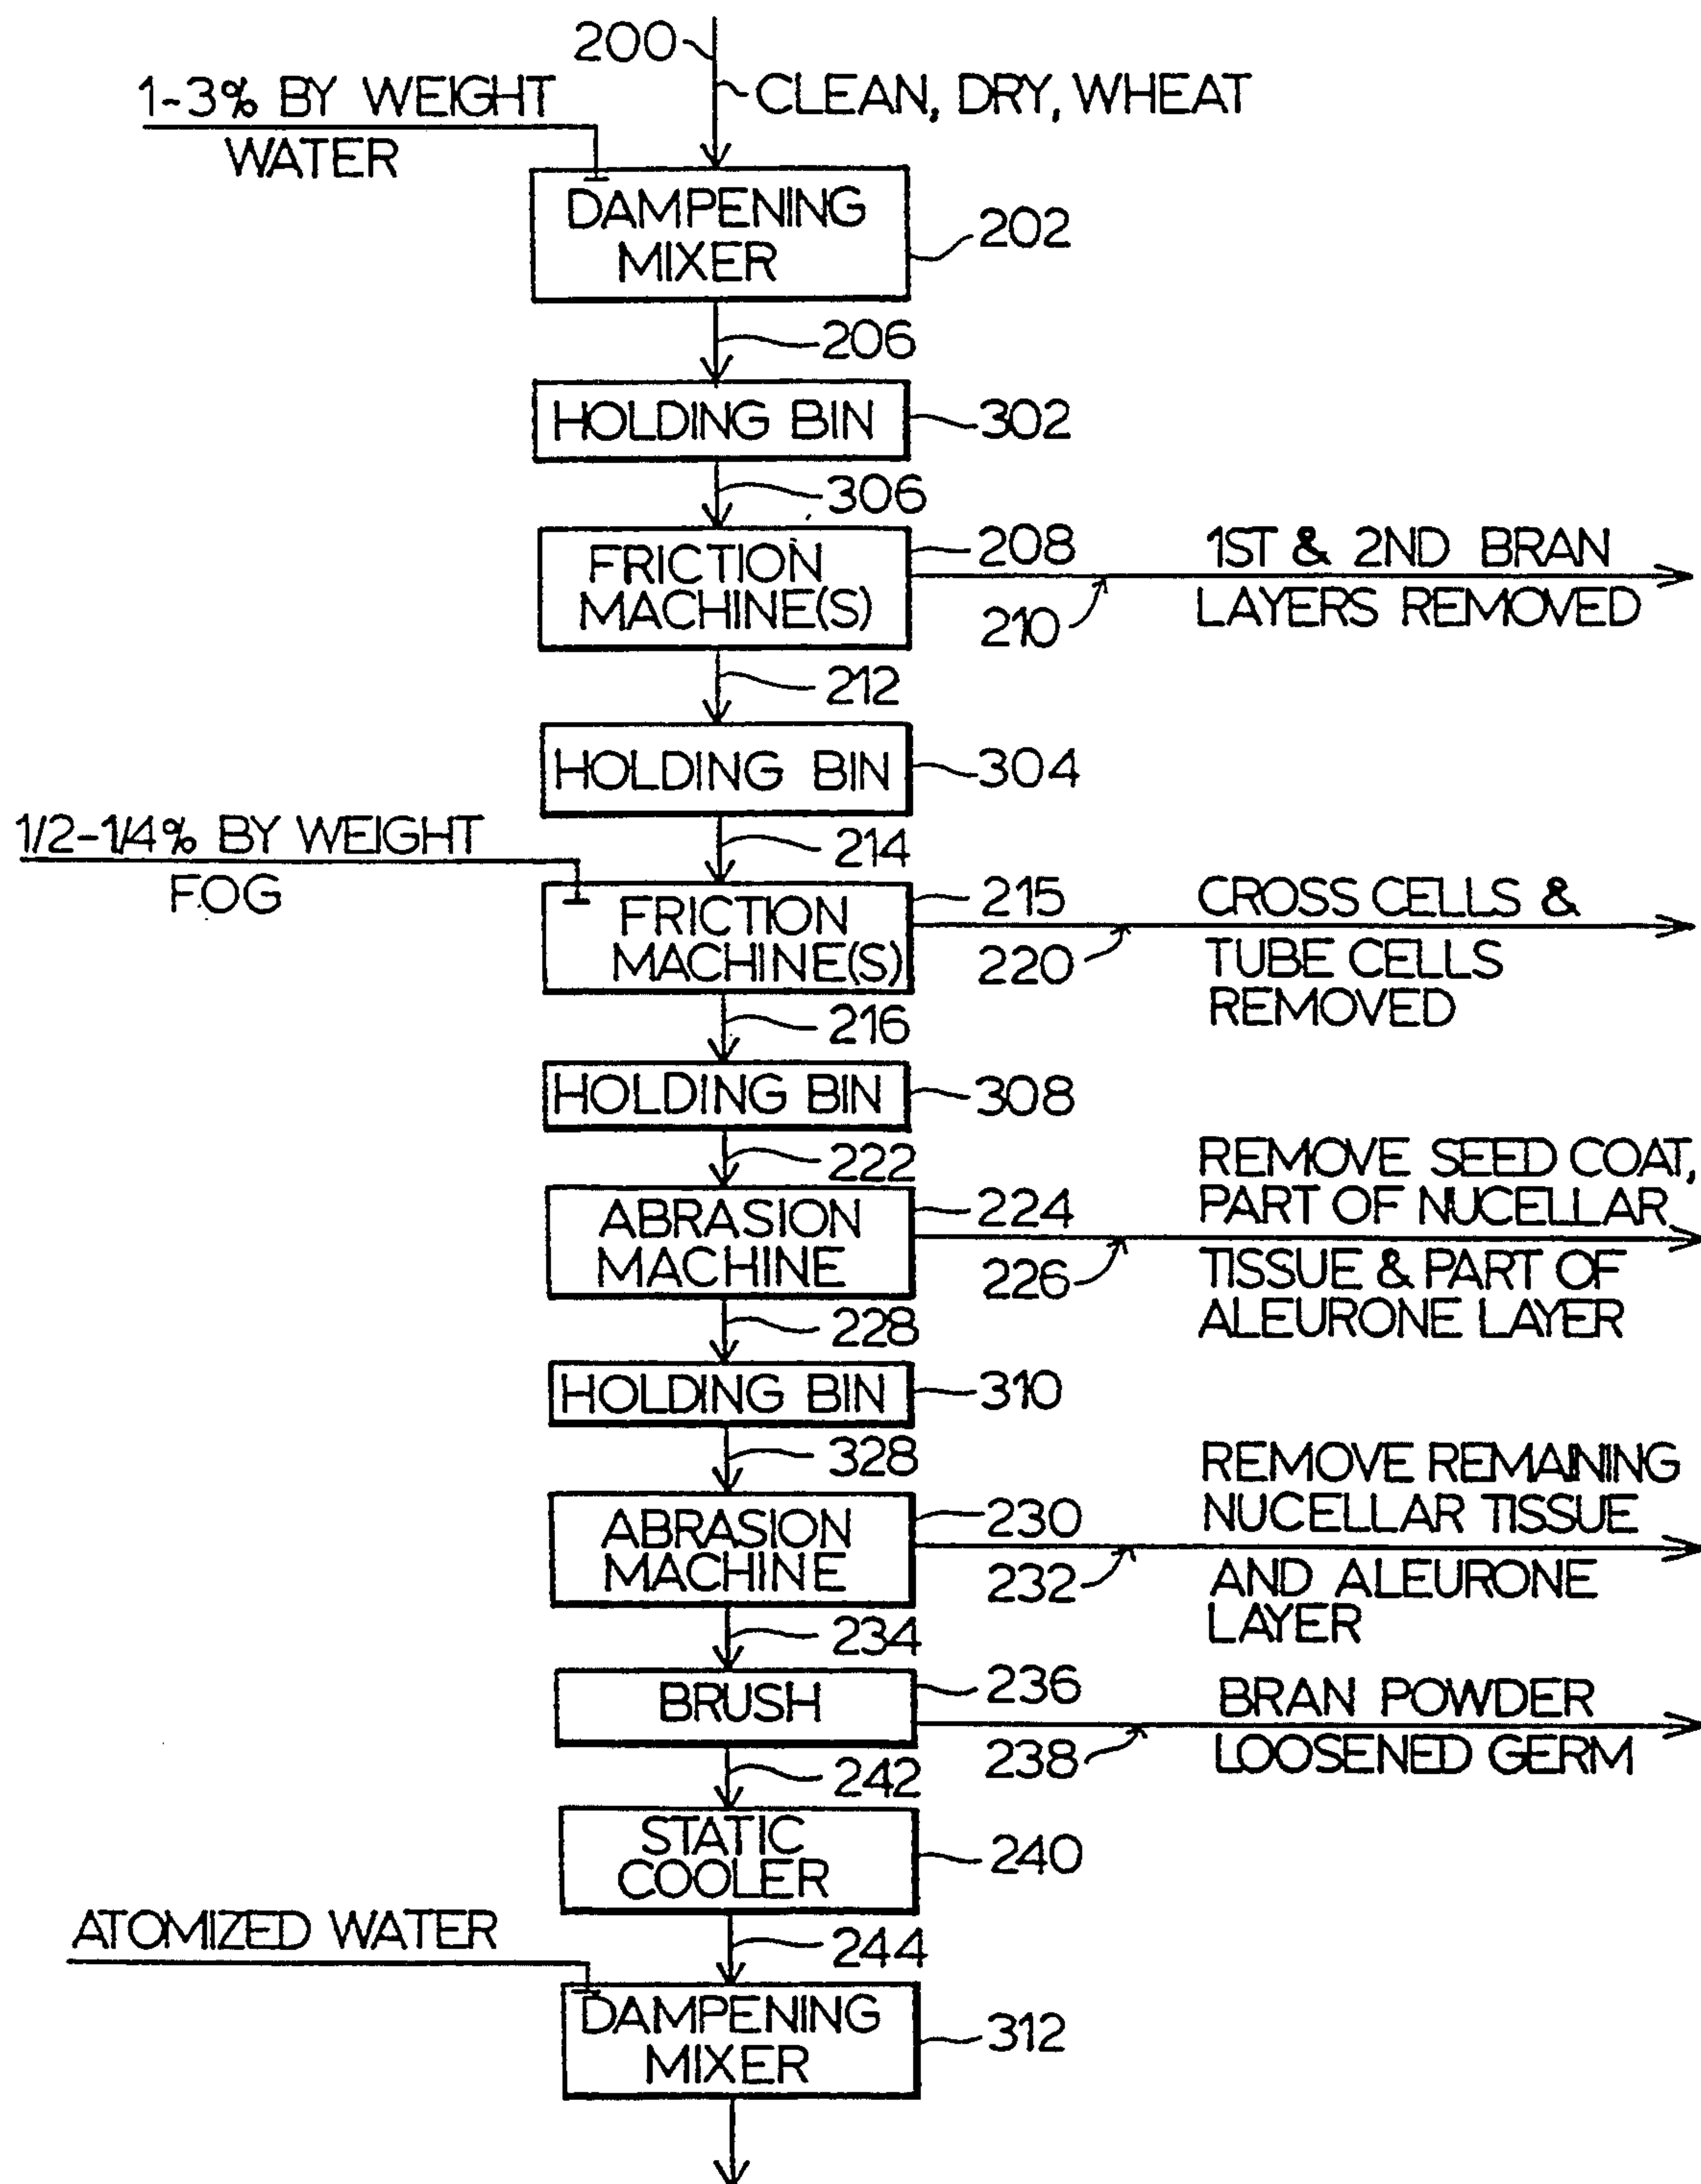 200
CLEAN, DRY, WHEAT
1-3% BY WEIGHT
WATER
DAMPENING
MIXER
202
206
HOLDING BIN
302
306
FRICTION
MACHINE(S)
208
210
1ST & 2ND BRAN
LAYERS REMOVED
212
HOLDING BIN
304
1/2-1/4% BY WEIGHT
FOG
214
FRICTION
MACHINE(S)
215
220
CROSS CELLS &
TUBE CELLS
REMOVED
216
HOLDING BIN
308
222
ABRASION
MACHINE
224
226
REMOVE SEED COAT,
PART OF NUCELLAR
TISSUE & PART OF
ALEURONE LAYER
228
HOLDING BIN
310
328
ABRASION
MACHINE
230
232
REMOVE REMAINING
NUCELLAR TISSUE
AND ALEURONE
LAYER
234
BRUSH
236
238
BRAN POWDER
LOOSENED GERM
242
STATIC
COOLER
240
ATOMIZED WATER
244
DAMPENING
MIXER
312